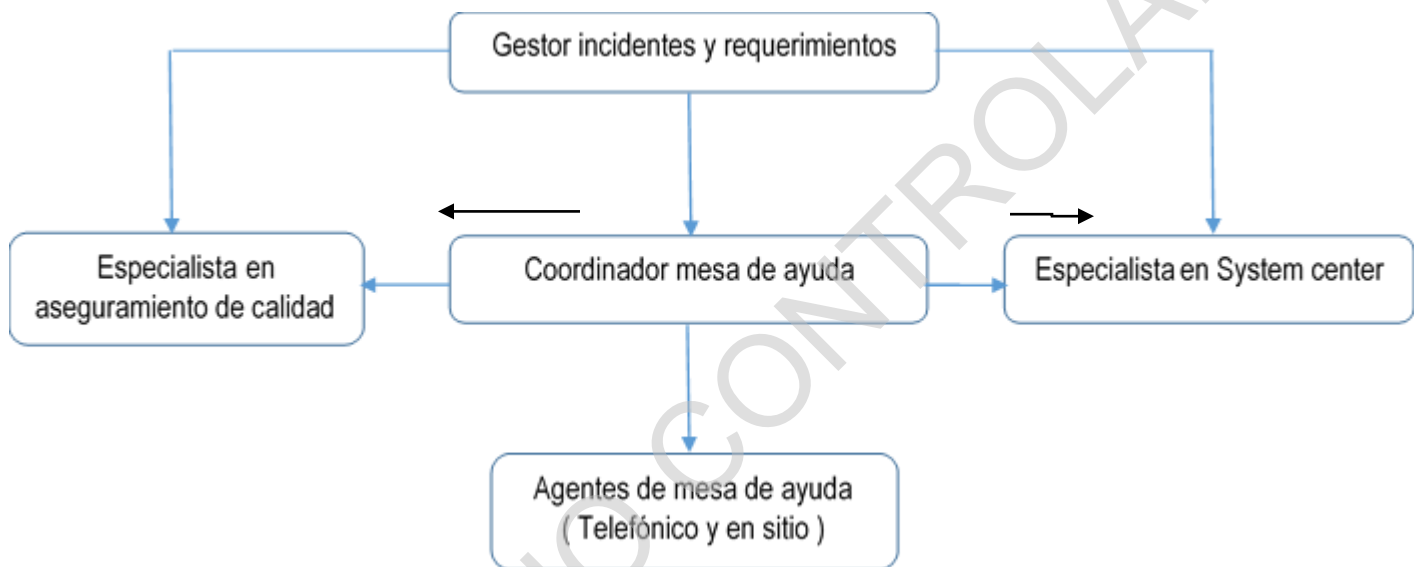 Gestor incidentes y requerimientos
Especialista en
aseguramiento de calidad
Coordinador mesa de ayuda
Especialista en System center
Agentes de mesa de ayuda
( Telefónico y en sitio )